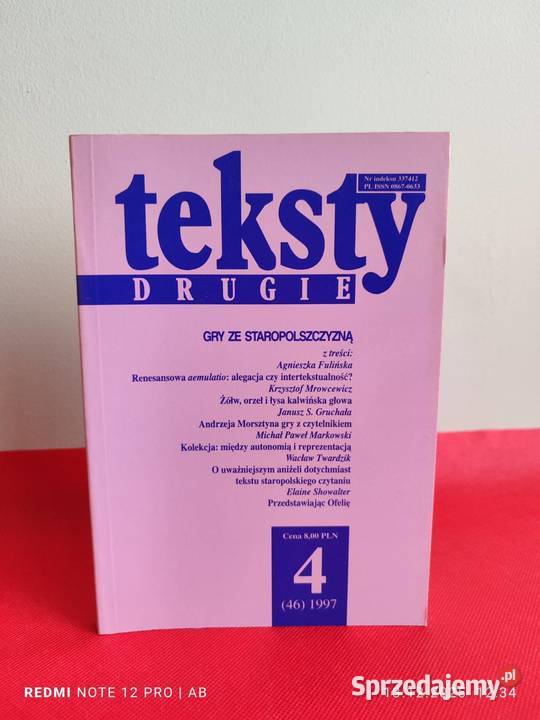 Nr indeksu 337412
PL ISSN 0867-0633
teksty
DRUGIE
GRY ZE STAROPOLSZCZYZNĄ
z treści:
Agnieszka Fulińska
Renesansowa aemulatio: alegacja czy intertekstualność?
Krzysztof Mrowcewicz
Żółw, orzeł i łysa kalwińska głowa
Janusz S. Gruchała
Andrzeja Morsztyna gry z czytelnikiem
Michał Paweł Markowski
Kolekcja: między autonomią i reprezentacją
Wacław Twardzik
O uważniejszym aniżeli dotychmiast
tekstu staropolskiego czytaniu
Elaine Showalter
Przedstawiając Ofelię
Cena 8,00 PLN
4
(46) 1997
REDMI NOTE 12 PRO | AB
Sprzedajemy.pl